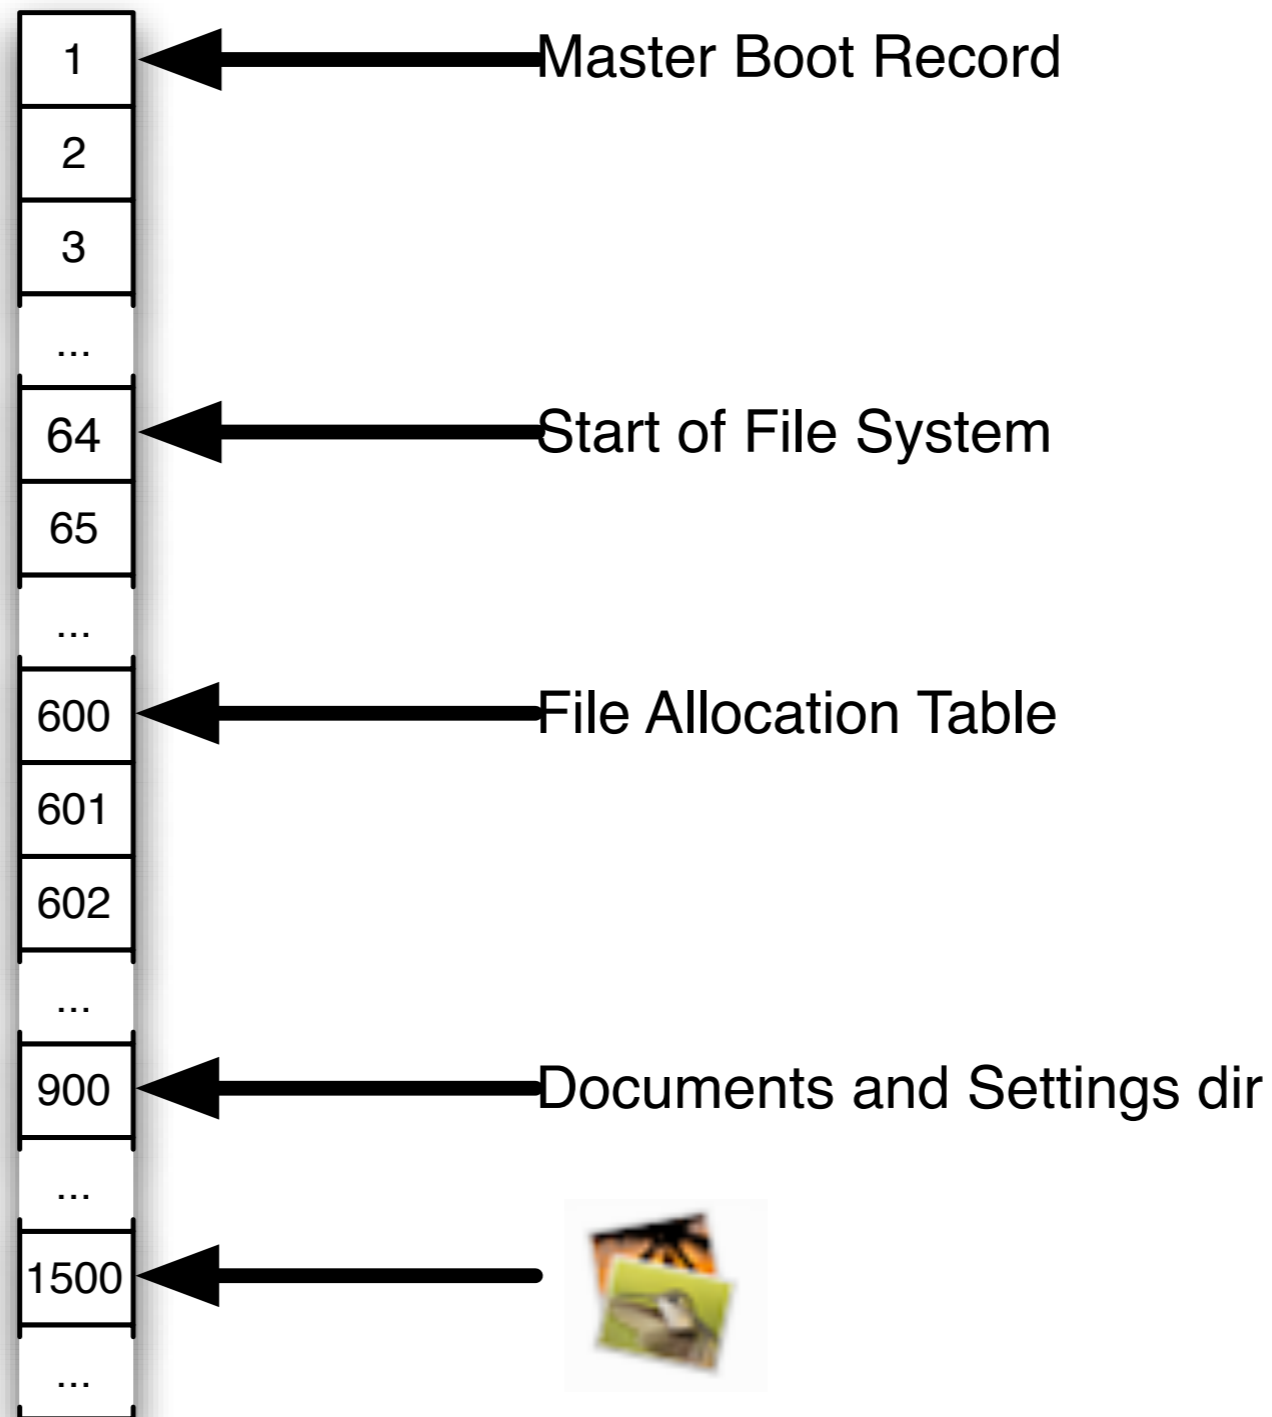 1 Master Boot Record
2
3
...
64 Start of File System
65
...
600 File Allocation Table
601
602
...
900 Documents and Settings dir
...
1500
...